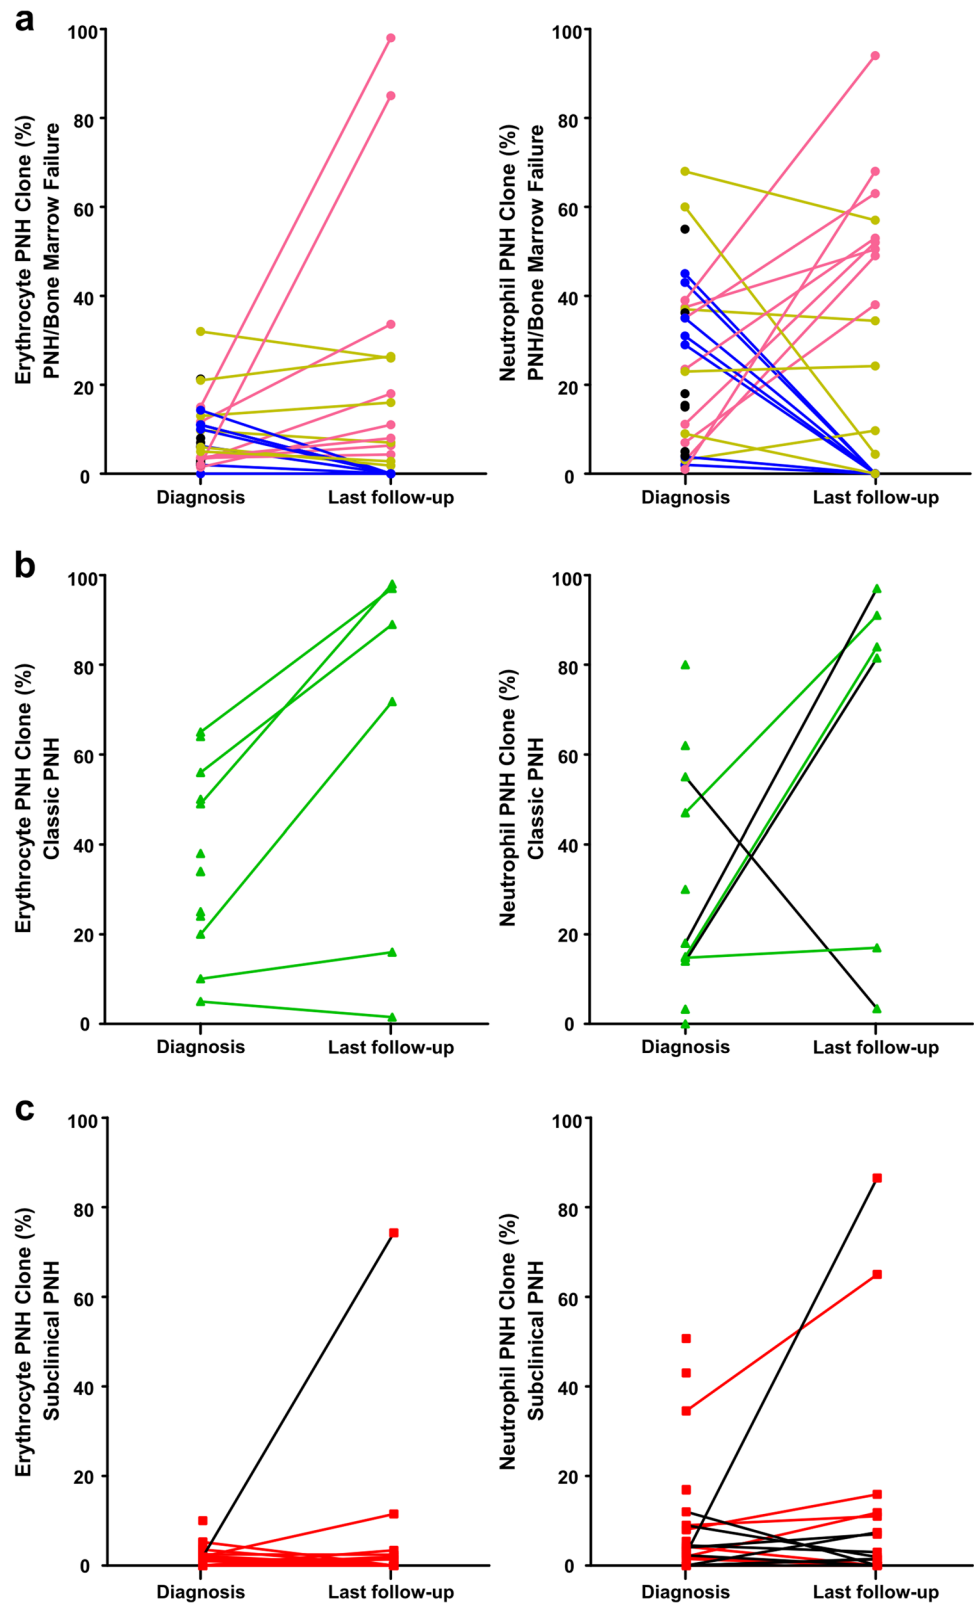 a
Erythrocyte PNH Clone (%)
PNH/Bone Marrow Failure
100
80
60
40
20
0
Diagnosis
Last follow-up
Neutrophil PNH Clone (%)
PNH/Bone Marrow Failure
100
80
60
40
20
0
Diagnosis
Last follow-up
b
Erythrocyte PNH Clone (%)
Classic PNH
100
80
60
40
20
0
Diagnosis
Last follow-up
Neutrophil PNH Clone (%)
Classic PNH
100
80
60
40
20
0
Diagnosis
Last follow-up
c
Erythrocyte PNH Clone (%)
Subclinical PNH
100
80
60
40
20
0
Diagnosis
Last follow-up
Neutrophil PNH Clone (%)
Subclinical PNH
100
80
60
40
20
0
Diagnosis
Last follow-up